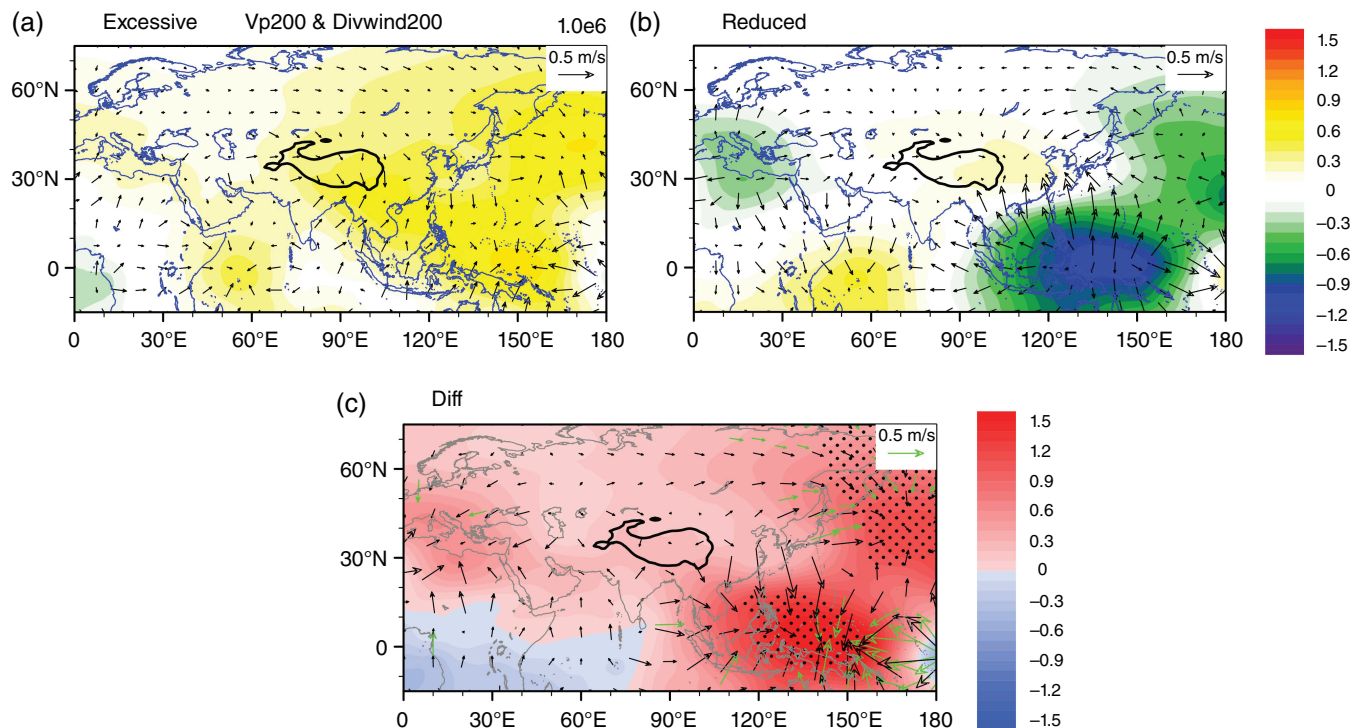 (a) Excessive Vp200 & Divwind200 1.0e6
0.5 m/s
60°N
30°N
0
0 30°E 60°E 90°E 120°E 150°E 180
(b) Reduced
0.5 m/s
60°N
30°N
0
0 30°E 60°E 90°E 120°E 150°E 180
1.5
1.2
0.9
0.6
0.3
0
−0.3
−0.6
−0.9
−1.2
−1.5
(c) Diff
0.5 m/s
60°N
30°N
0
0 30°E 60°E 90°E 120°E 150°E 180
1.5
1.2
0.9
0.6
0.3
0
−0.3
−0.6
−0.9
−1.2
−1.5